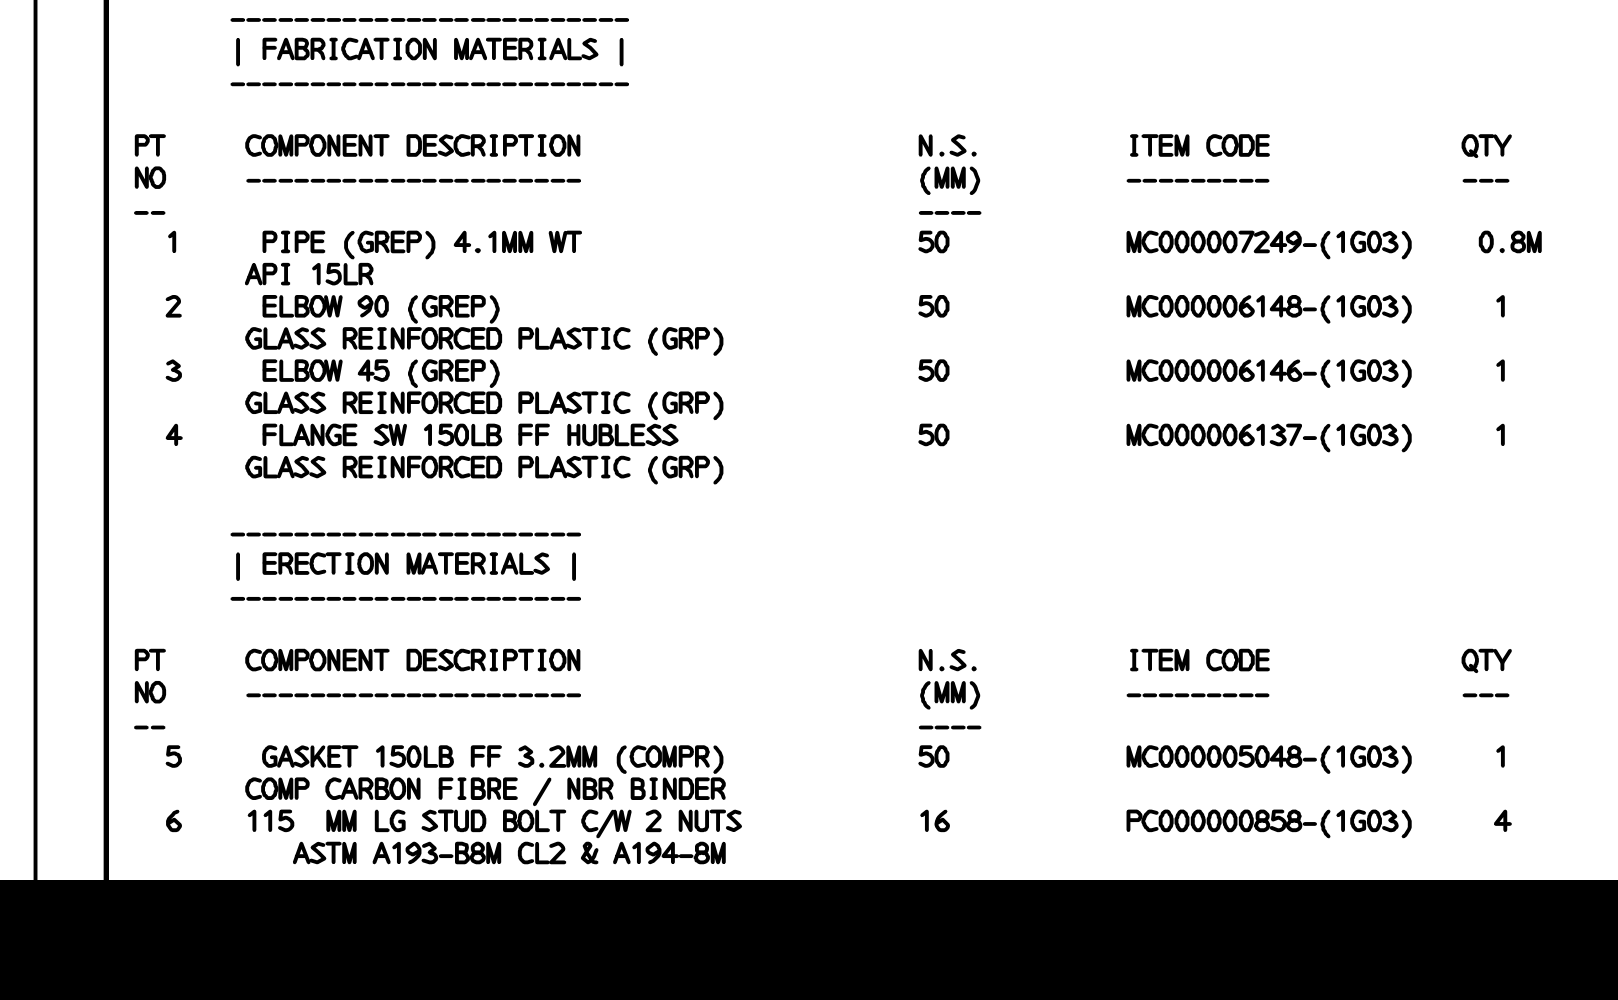 -------------------------
| FABRICATION MATERIALS |
-------------------------
PT COMPONENT DESCRIPTION N.S. ITEM CODE QTY
NO --------------------- (MM) --------- ---
-- ----
1 PIPE (GREP) 4.1MM WT 50 MC000007249-(1G03) 0.8M
API 15LR
2 ELBOW 90 (GREP) 50 MC000006148-(1G03) 1
GLASS REINFORCED PLASTIC (GRP)
3 ELBOW 45 (GREP) 50 MC000006146-(1G03) 1
GLASS REINFORCED PLASTIC (GRP)
4 FLANGE SW 150LB FF HUBLESS 50 MC000006137-(1G03) 1
GLASS REINFORCED PLASTIC (GRP)
----------------------
| ERECTION MATERIALS |
----------------------
PT COMPONENT DESCRIPTION N.S. ITEM CODE QTY
NO --------------------- (MM) --------- ---
-- ----
5 GASKET 150LB FF 3.2MM (COMPR) 50 MC000005048-(1G03) 1
COMP CARBON FIBRE / NBR BINDER
6 115 MM LG STUD BOLT C/W 2 NUTS 16 PC000000858-(1G03) 4
ASTM A193-B8M CL2 & A194-8M